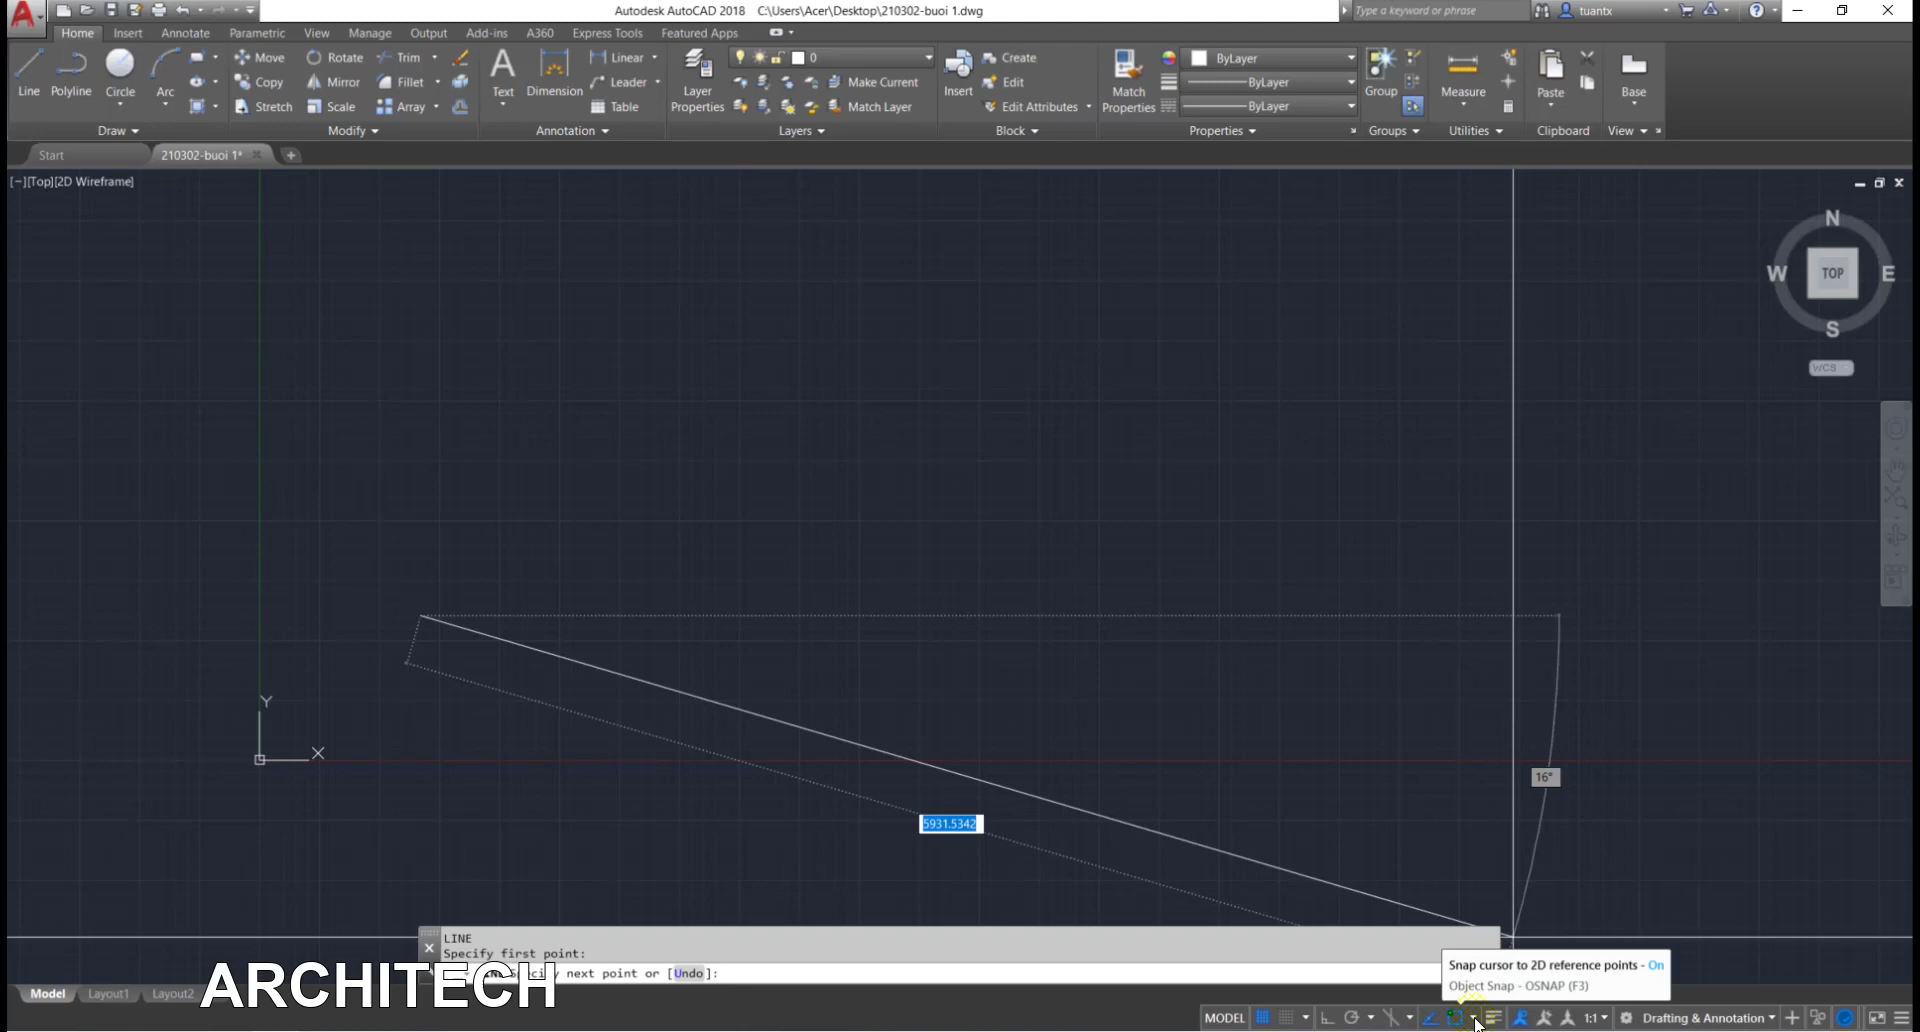 Autodesk AutoCAD 2018 C:\Users\Acer\Desktop\210302-buoi 1.dwg
Type a keyword or phrase
tuantx
Home Insert Annotate Parametric View Manage Output Add-ins A360 Express Tools Featured Apps
Line Polyline Circle Arc
Move Rotate Trim
Copy Mirror Fillet
Stretch Scale Array
Text Dimension
Linear
Leader
Table
Layer
Properties
0
Make Current
Match Layer
Insert
Create
Edit
Edit Attributes
Match
Properties
ByLayer
ByLayer
ByLayer
Group
Measure
Paste
Base
Draw Modify Annotation Layers Block Properties Groups Utilities Clipboard View
Start 210302-buoi 1*
[−][Top][2D Wireframe]
N
W TOP E
S
WCS
Y
X
16°
5931.5342
LINE
Specify first point:
next point or [Undo]:
ARCHITECH
Snap cursor to 2D reference points - On
Object Snap - OSNAP (F3)
Model Layout1 Layout2
MODEL 1:1 Drafting & Annotation